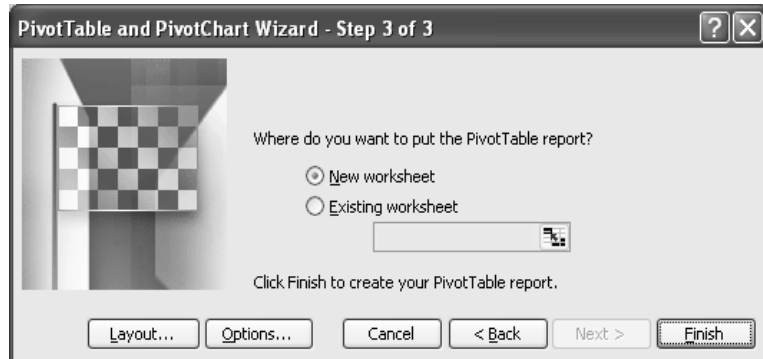 PivotTable and PivotChart Wizard - Step 3 of 3
Where do you want to put the PivotTable report?
New worksheet
Existing worksheet
Click Finish to create your PivotTable report.
Layout... Options... Cancel < Back Next > Finish